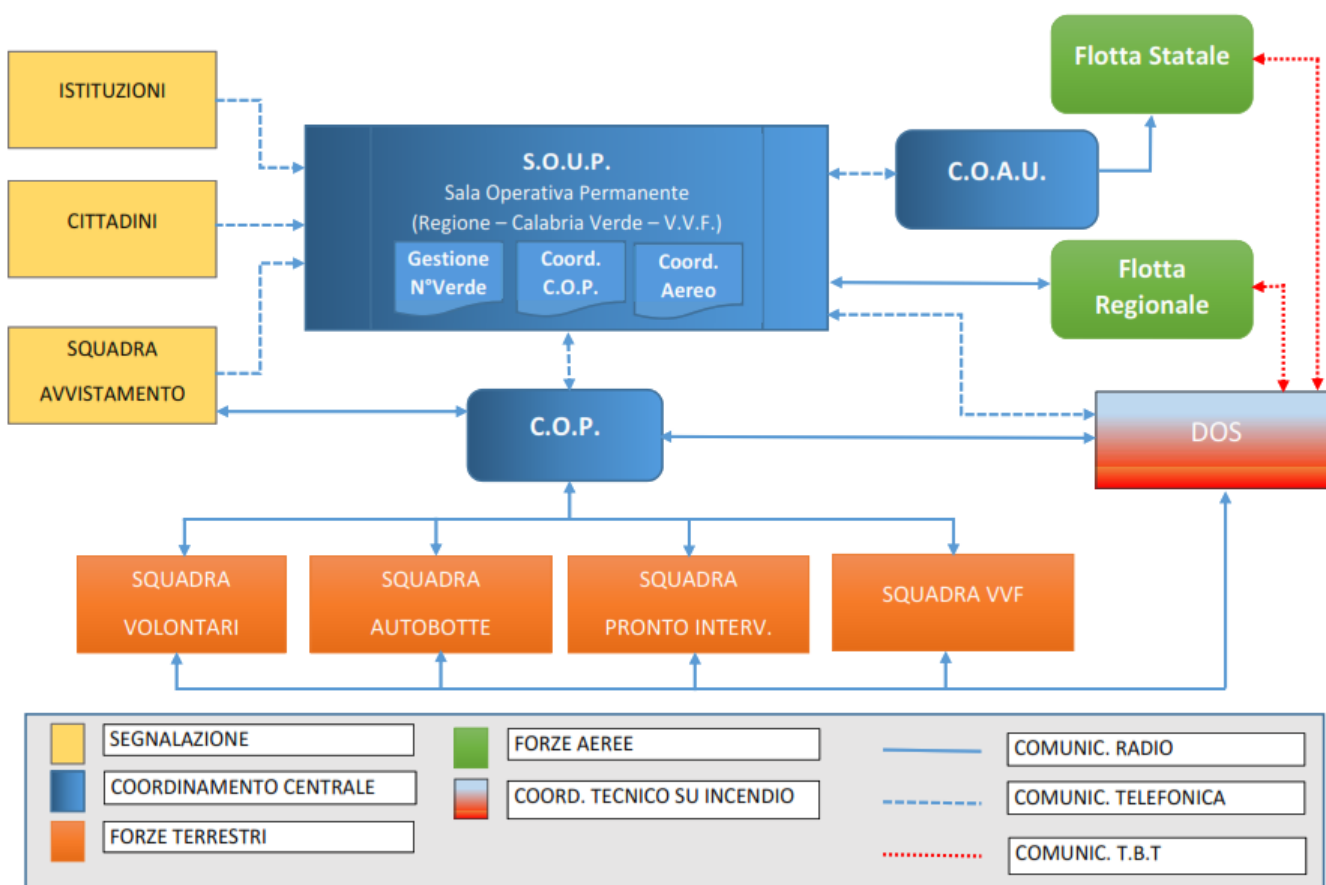 ISTITUZIONI
CITTADINI
SQUADRA
AVVISTAMENTO
S.O.U.P.
Sala Operativa Permanente
(Regione – Calabria Verde – V.V.F.)
Gestione
N°Verde
Coord.
C.O.P.
Coord.
Aereo
C.O.A.U.
Flotta Statale
Flotta
Regionale
C.O.P.
DOS
SQUADRA
VOLONTARI
SQUADRA
AUTOBOTTE
SQUADRA
PRONTO INTERV.
SQUADRA VVF
SEGNALAZIONE
COORDINAMENTO CENTRALE
FORZE TERRESTRI
FORZE AEREE
COORD. TECNICO SU INCENDIO
COMUNIC. RADIO
COMUNIC. TELEFONICA
COMUNIC. T.B.T